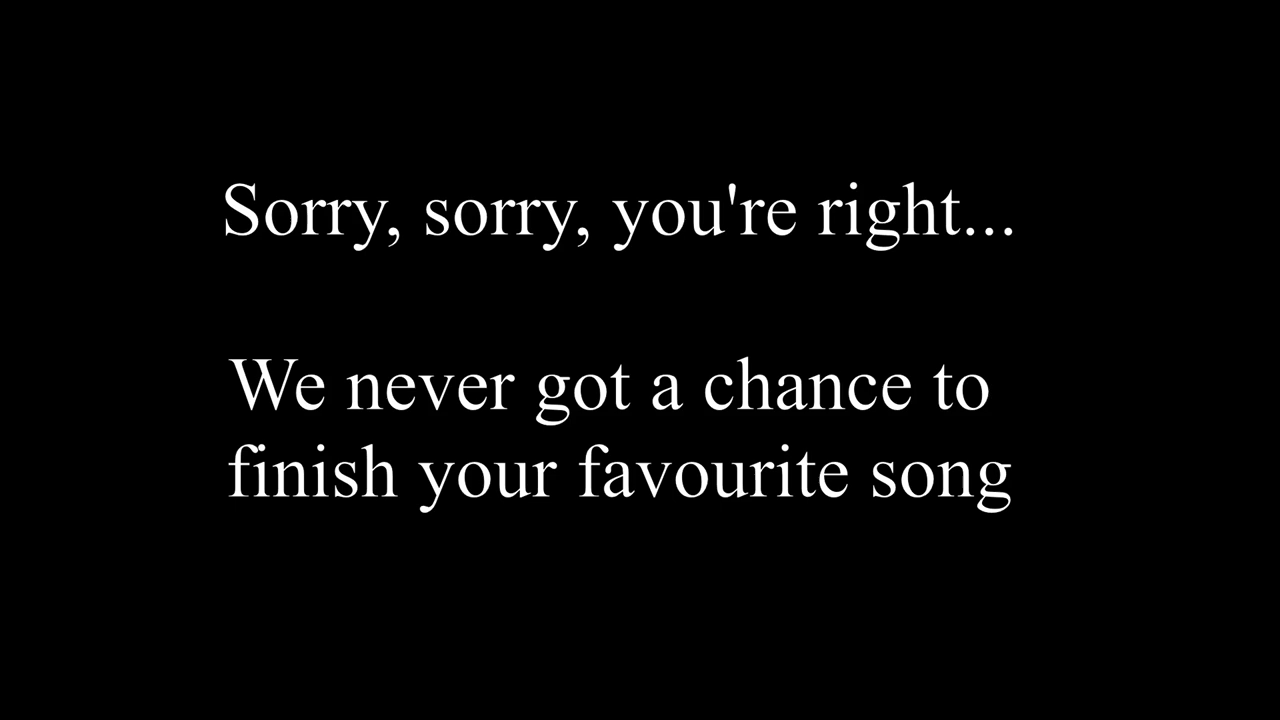 Sorry, sorry, you're right...
We never got a chance to
finish your favourite song